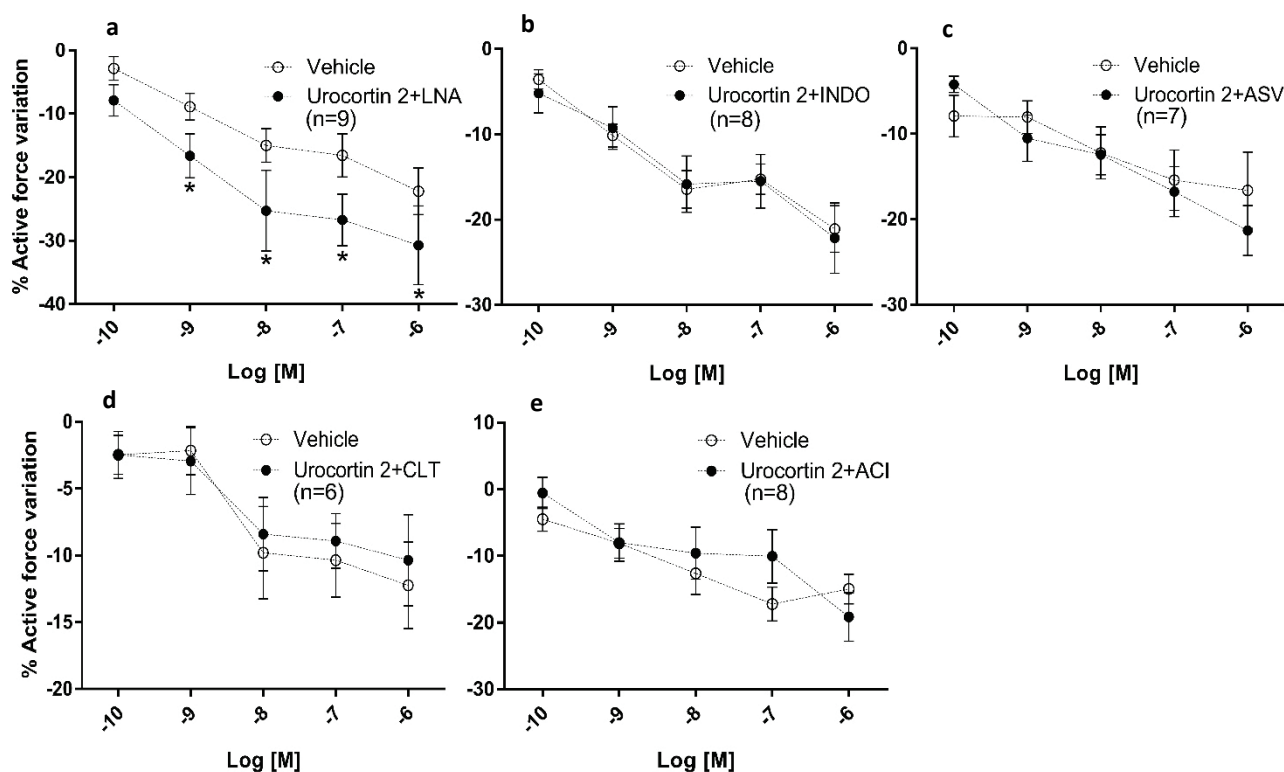 a
% Active force variation
0
-10
-20
-30
-40
Vehicle
Urocortin 2+LNA
(n=9)
*
*
*
*
-10
-9
-8
-7
-6
Log [M]
b
0
-10
-20
-30
Vehicle
Urocortin 2+INDO
(n=8)
-10
-9
-8
-7
-6
Log [M]
c
0
-10
-20
-30
Vehicle
Urocortin 2+ASV
(n=7)
-10
-9
-8
-7
-6
Log [M]
d
% Active force variation
0
-5
-10
-15
-20
Vehicle
Urocortin 2+CLT
(n=6)
-10
-9
-8
-7
-6
Log [M]
e
10
0
-10
-20
-30
Vehicle
Urocortin 2+ACI
(n=8)
-10
-9
-8
-7
-6
Log [M]